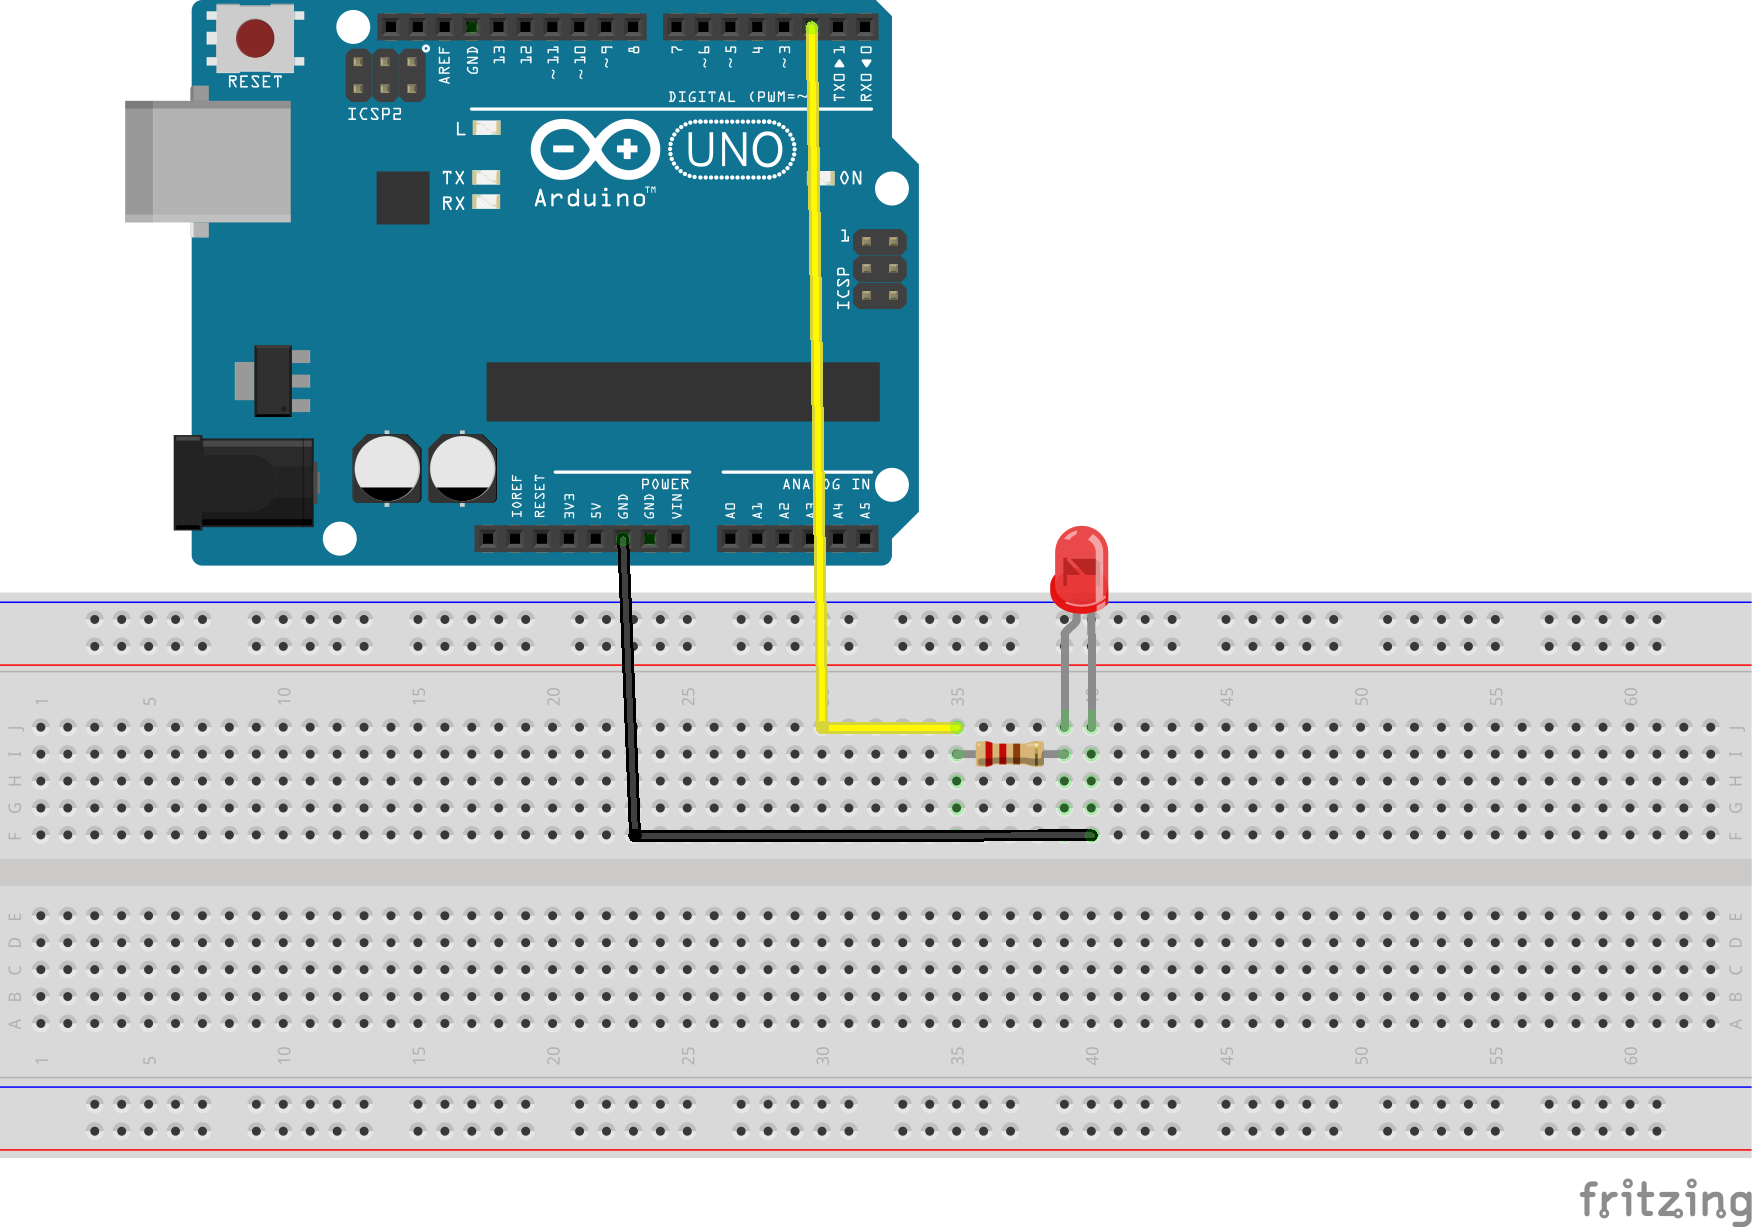 RESET
ICSP2
AREF
GND
13
12
~11
~10
~9
8
7
~6
~5
4
~3
TX0 ▶ 1
RX0 ◀ 0
DIGITAL (PWM=~
L
TX
RX
UNO
Arduino™
ON
1
ICSP
POWER
ANALOG IN
IOREF
RESET
3V3
5V
GND
GND
VIN
A0
A1
A2
A3
A4
A5
1 5 10 15 20 25 35 45 50 55 60
J J
I I
H H
G G
F F
E E
D D
C C
B B
A A
1 5 10 15 20 25 30 35 40 45 50 55 60
fritzing